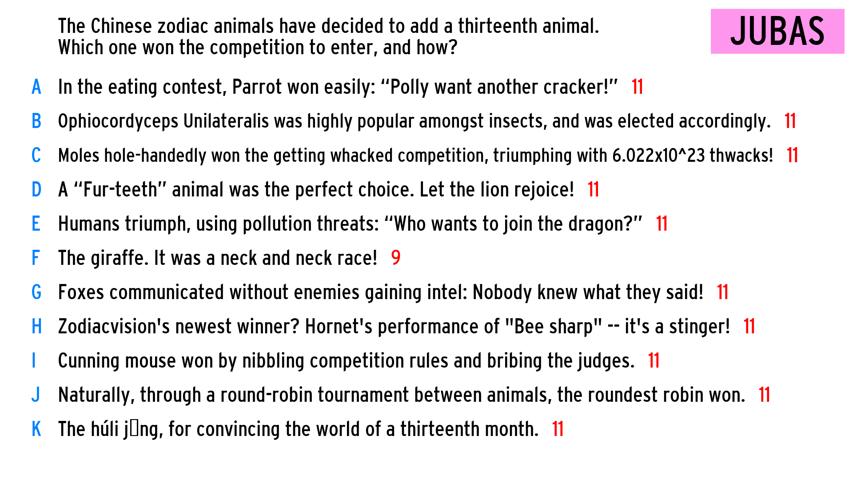 The Chinese zodiac animals have decided to add a thirteenth animal.
Which one won the competition to enter, and how?
JUBAS
A In the eating contest, Parrot won easily: “Polly want another cracker!” 11
B Ophiocordyceps Unilateralis was highly popular amongst insects, and was elected accordingly. 11
C Moles hole-handedly won the getting whacked competition, triumphing with 6.022x10^23 thwacks! 11
D A “Fur-teeth” animal was the perfect choice. Let the lion rejoice! 11
E Humans triumph, using pollution threats: “Who wants to join the dragon?” 11
F The giraffe. It was a neck and neck race! 9
G Foxes communicated without enemies gaining intel: Nobody knew what they said! 11
H Zodiacvision's newest winner? Hornet's performance of "Bee sharp" -- it's a stinger! 11
I Cunning mouse won by nibbling competition rules and bribing the judges. 11
J Naturally, through a round-robin tournament between animals, the roundest robin won. 11
K The húli j▯ng, for convincing the world of a thirteenth month. 11